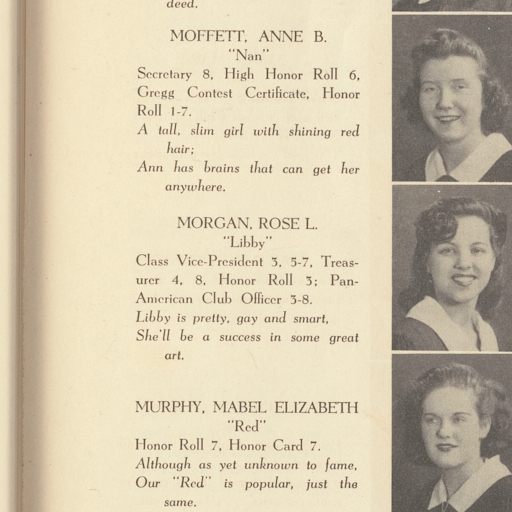 deed.
MOFFETT, ANNE B.
"Nan"
Secretary 8, High Honor Roll 6,
Gregg Contest Certificate, Honor
Roll 1-7.
A tall, slim girl with shining red
hair;
Ann has brains that can get her
anywhere.
MORGAN, ROSE L.
"Libby"
Class Vice-President 3, 5-7, Treas-
urer 4, 8, Honor Roll 3; Pan-
American Club Officer 3-8.
Libby is pretty, gay and smart,
She'll be a success in some great
art.
MURPHY, MABEL ELIZABETH
"Red"
Honor Roll 7, Honor Card 7.
Although as yet unknown to fame,
Our "Red" is popular, just the
same.